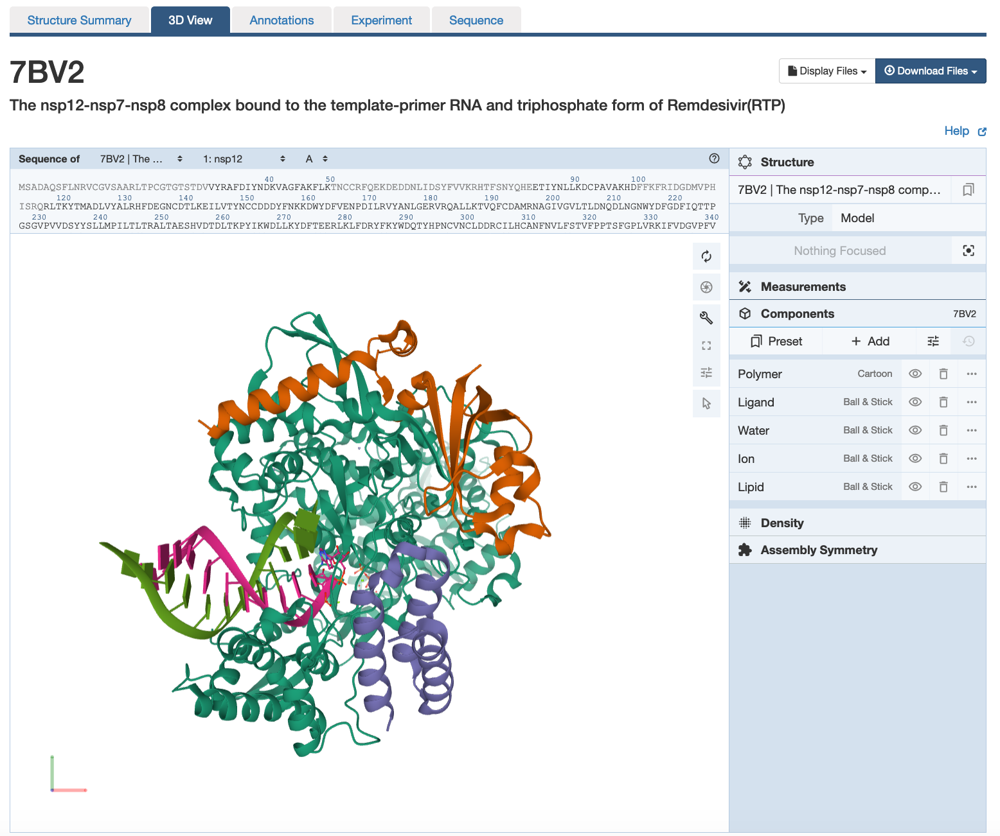 Structure Summary 3D View Annotations Experiment Sequence
7BV2
Display Files Download Files
The nsp12-nsp7-nsp8 complex bound to the template-primer RNA and triphosphate form of Remdesivir(RTP)
Help
Sequence of 7BV2 | The ... 1: nsp12 A
40 50 90 100
MSADAQSFLNRVCGVSAARLTPCGTGTSTDVVYRAFDIYNDKVAGFAKFLKTNCCRFQEKDEDDNLIDSYFVVKRHTFSNYQHEETIYNLLKDCPAVAKHDFFKFRIDGDMVPH
120 130 140 150 160 170 180 190 200 210 220
ISRQRLTKYTMADLVYALRHFDEGNCDTLKEILVTYNCCDDDYFNKKDWYDFVENPDILRVYANLGERVRQALLKTVQFCDAMRNAGIVGVLTLDNQDLNGNWYDFGDFIQTTP
230 240 250 260 270 280 290 300 310 320 330 340
GSGVPVVDSYYSLLMPILTLTRALTAESHVDTDLTKPYIKWDLLKYDFTEERLKLFDRYFKYWDQTYHPNCVNCLDDRCILHCANFNVLFSTVFPPTSFGPLVRKIFVDGVPFV
Structure
7BV2 | The nsp12-nsp7-nsp8 comp...
Type Model
Nothing Focused
Measurements
Components 7BV2
Preset + Add
Polymer Cartoon
Ligand Ball & Stick
Water Ball & Stick
Ion Ball & Stick
Lipid Ball & Stick
Density
Assembly Symmetry